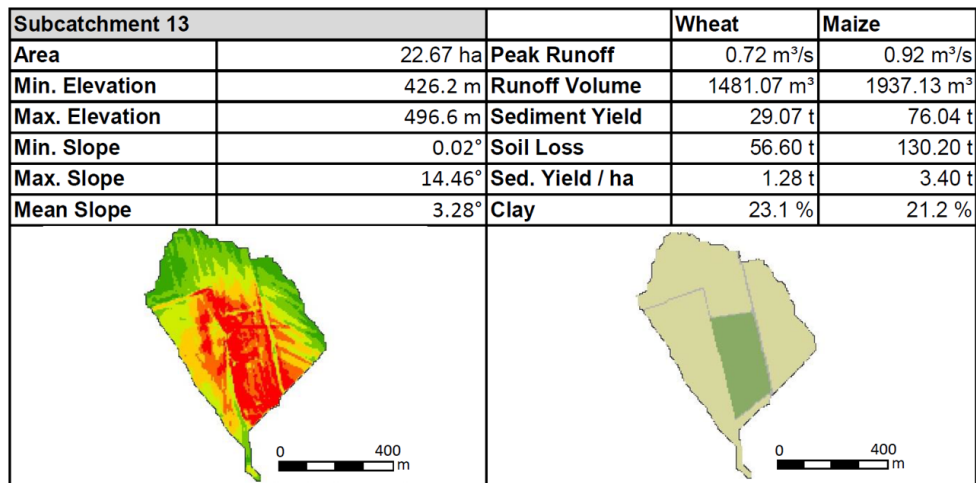 Subcatchment 13 Wheat Maize
Area 22.67 ha Peak Runoff 0.72 m³/s 0.92 m³/s
Min. Elevation 426.2 m Runoff Volume 1481.07 m³ 1937.13 m³
Max. Elevation 496.6 m Sediment Yield 29.07 t 76.04 t
Min. Slope 0.02° Soil Loss 56.60 t 130.20 t
Max. Slope 14.46° Sed. Yield / ha 1.28 t 3.40 t
Mean Slope 3.28° Clay 23.1 % 21.2 %
0 400
m
0 400
m